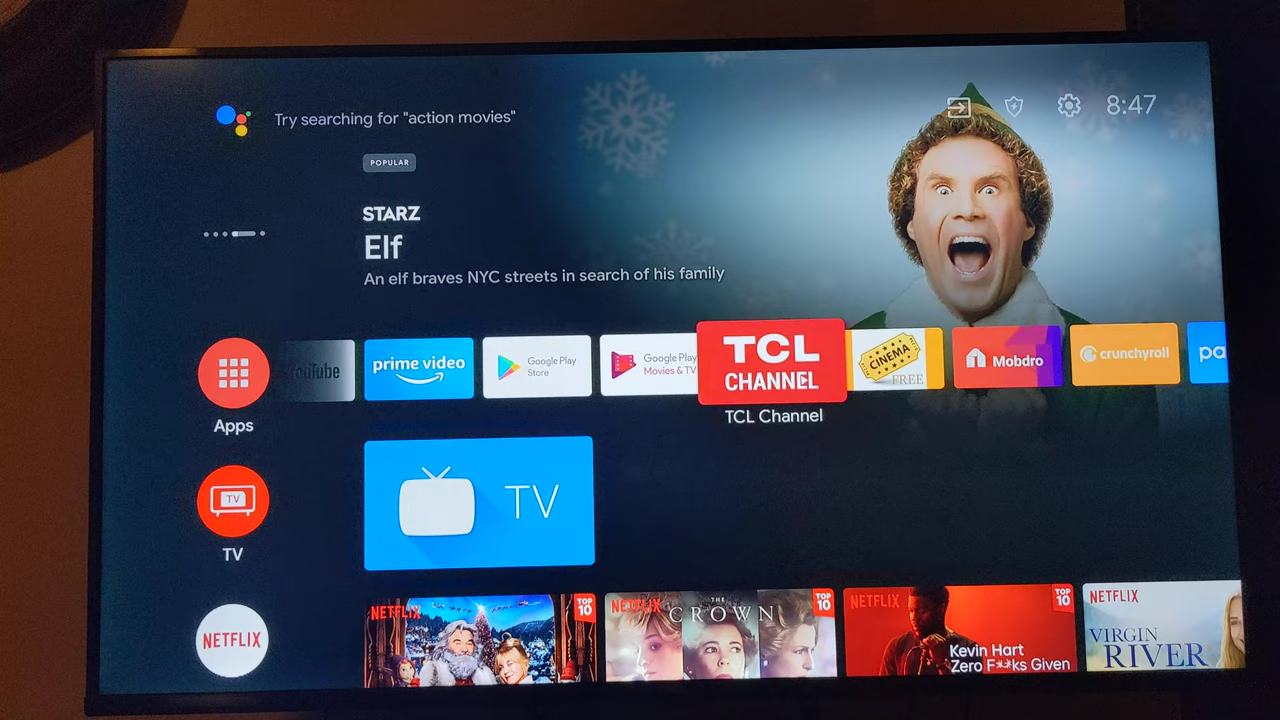 Try searching for "action movies"
8:47
POPULAR
STARZ
Elf
An elf braves NYC streets in search of his family
Apps
YouTube
prime video
Google Play
Store
Google Play
Movies & TV
TCL
CHANNEL
TCL Channel
CINEMA
FREE
Mobdro
crunchyroll
pa
TV
TV
TV
NETFLIX
NETFLIX
TOP
10
NETFLIX
THE
CROWN
TOP
10
NETFLIX
TOP
10
Kevin Hart
Zero F**ks Given
NETFLIX
VIRGIN
RIVER